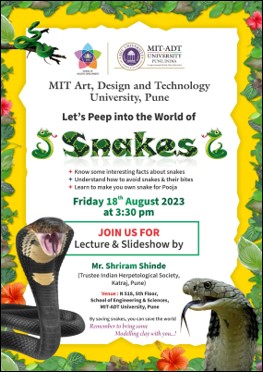 MIT-ADT
UNIVERSITY
PUNE, INDIA
MIT Art, Design and Technology
University, Pune
Let's Peep into the World of
Snakes
Know some interesting facts about snakes
Understand how to avoid snakes & their bites
Learn to make you own snake for Pooja
Friday 18th August 2023
at 3:30 pm
JOIN US FOR
Lecture & Slideshow by
Mr. Shriram Shinde
(Trustee Indian Herpetological Society,
Katraj, Pune)
Venue : N 516, 5th Floor,
School of Engineering & Sciences,
MIT-ADT University, Pune
By saving snakes, you can save the world
Remember to bring some
Modelling clay with you...!